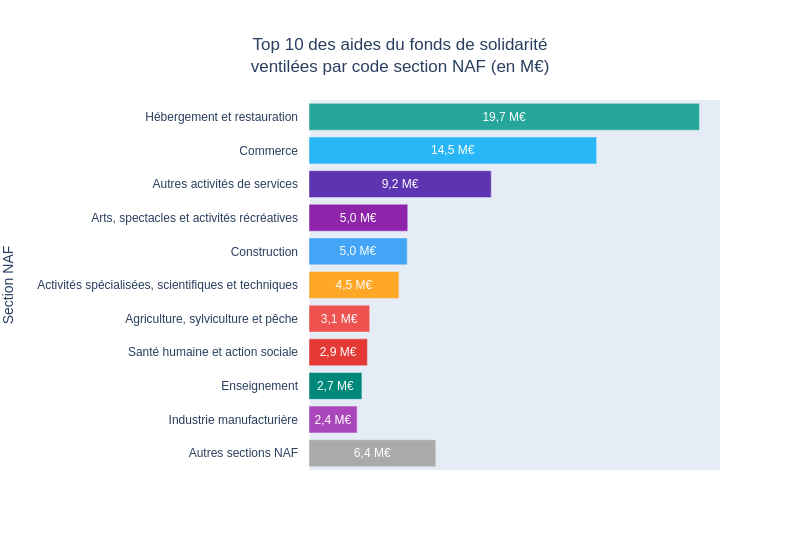 Top 10 des aides du fonds de solidarité
ventilées par code section NAF (en M€)
Section NAF
Hébergement et restauration 19,7 M€
Commerce 14,5 M€
Autres activités de services 9,2 M€
Arts, spectacles et activités récréatives 5,0 M€
Construction 5,0 M€
Activités spécialisées, scientifiques et techniques 4,5 M€
Agriculture, sylviculture et pêche 3,1 M€
Santé humaine et action sociale 2,9 M€
Enseignement 2,7 M€
Industrie manufacturière 2,4 M€
Autres sections NAF 6,4 M€